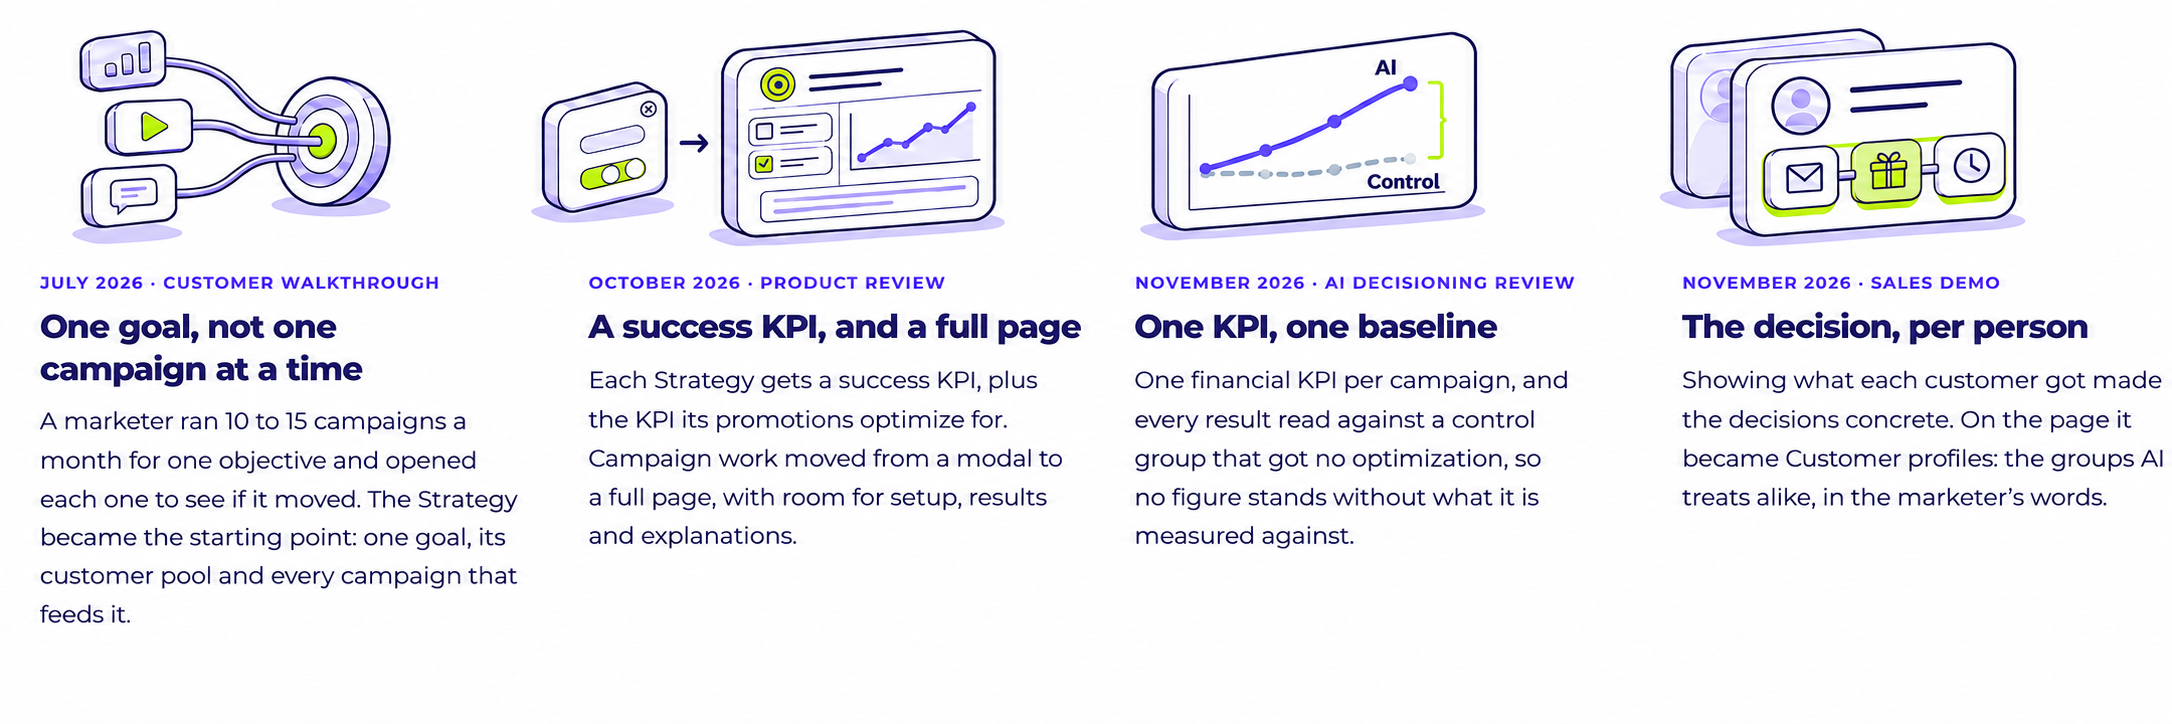 AI
Control
JULY 2026 · CUSTOMER WALKTHROUGH
One goal, not one
campaign at a time
A marketer ran 10 to 15 campaigns a
month for one objective and opened
each one to see if it moved. The Strategy
became the starting point: one goal, its
customer pool and every campaign that
feeds it.
OCTOBER 2026 · PRODUCT REVIEW
A success KPI, and a full page
Each Strategy gets a success KPI, plus
the KPI its promotions optimize for.
Campaign work moved from a modal to
a full page, with room for setup, results
and explanations.
NOVEMBER 2026 · AI DECISIONING REVIEW
One KPI, one baseline
One financial KPI per campaign, and
every result read against a control
group that got no optimization, so
no figure stands without what it is
measured against.
NOVEMBER 2026 · SALES DEMO
The decision, per person
Showing what each customer got made
the decisions concrete. On the page it
became Customer profiles: the groups AI
treats alike, in the marketer’s words.